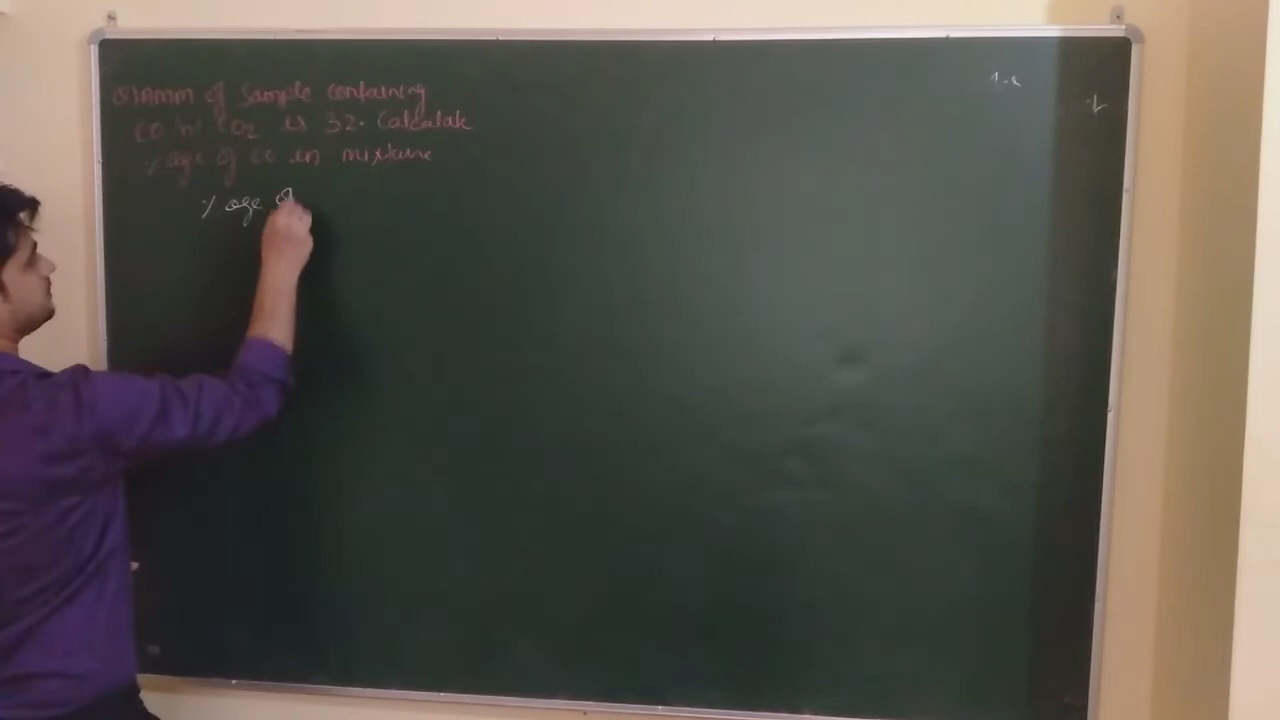 Q) AMM of Sample containing
CO n CO2 is 32. Calculate
% age of CO in mixture
% age of